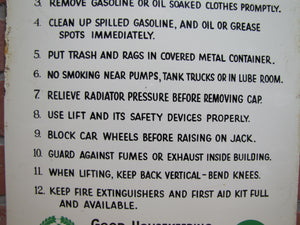 3. REMOVE GASOLINE OR OIL SOAKED CLOTHES PROMPTLY.
4. CLEAN UP SPILLED GASOLINE, AND OIL OR GREASE
SPOTS IMMEDIATELY.
5. PUT TRASH AND RAGS IN COVERED METAL CONTAINER.
6. NO SMOKING NEAR PUMPS, TANK TRUCKS OR IN LUBE ROOM.
7. RELIEVE RADIATOR PRESSURE BEFORE REMOVING CAP.
8. USE LIFT AND ITS SAFETY DEVICES PROPERLY.
9. BLOCK CAR WHEELS BEFORE RAISING ON JACK.
10. GUARD AGAINST FUMES OR EXHAUST INSIDE BUILDING.
11. WHEN LIFTING, KEEP BACK VERTICAL-BEND KNEES.
12. KEEP FIRE EXTINGUISHERS AND FIRST AID KIT FULL
AND AVAILABLE.
GOOD HOUSEKEEPING